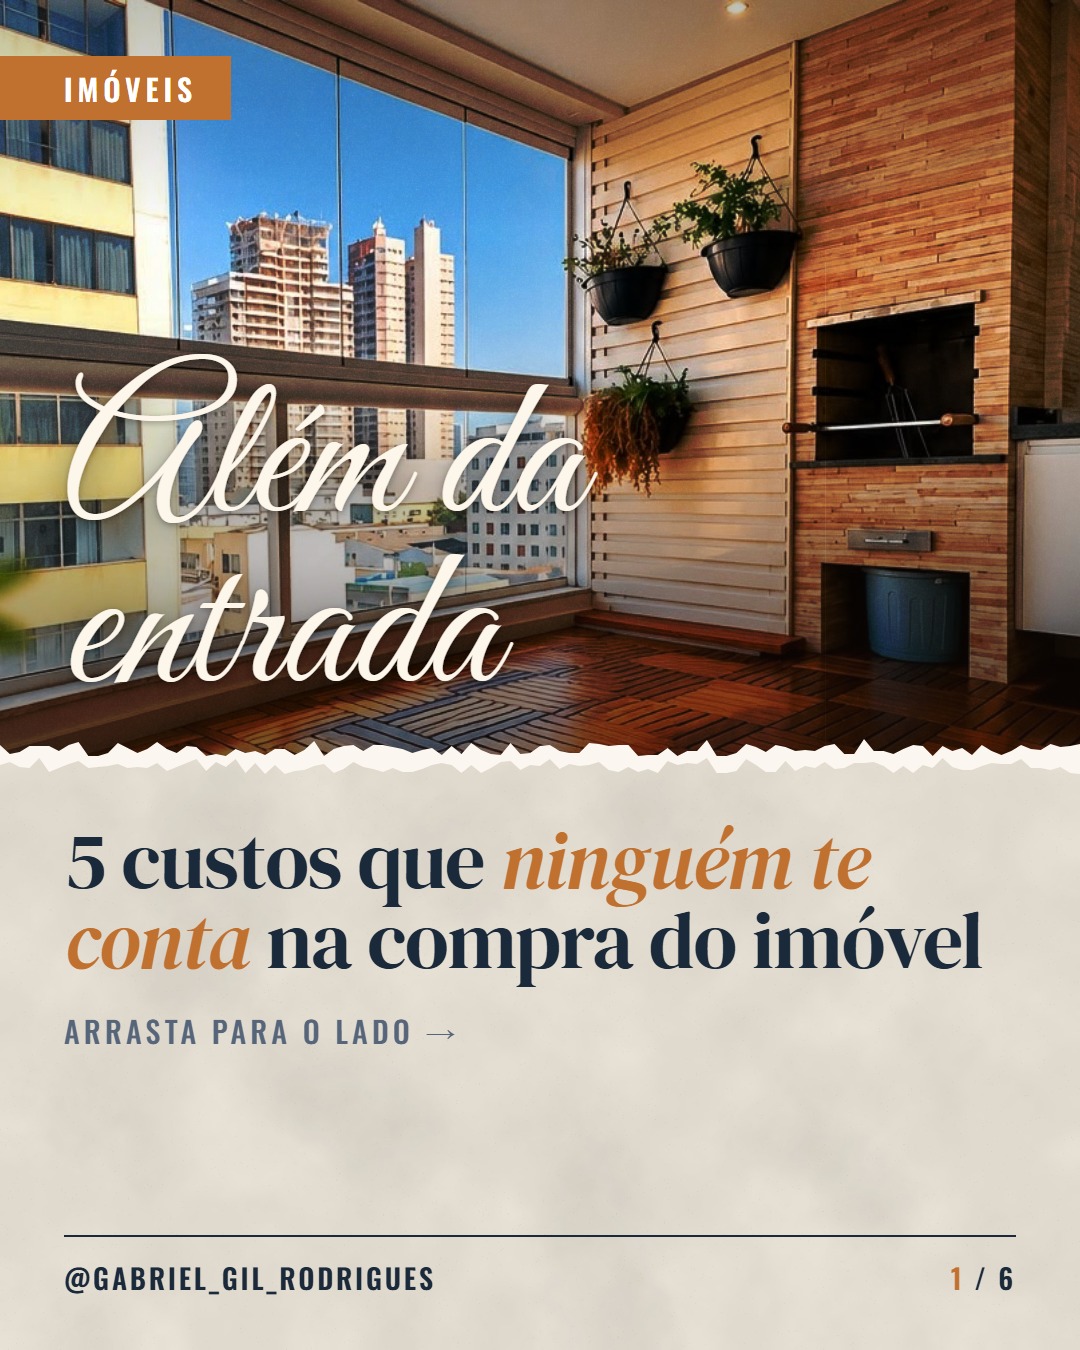 IMÓVEIS
Além da
entrada
5 custos que ninguém te
conta na compra do imóvel
ARRASTA PARA O LADO →
@GABRIEL_GIL_RODRIGUES
1 / 6